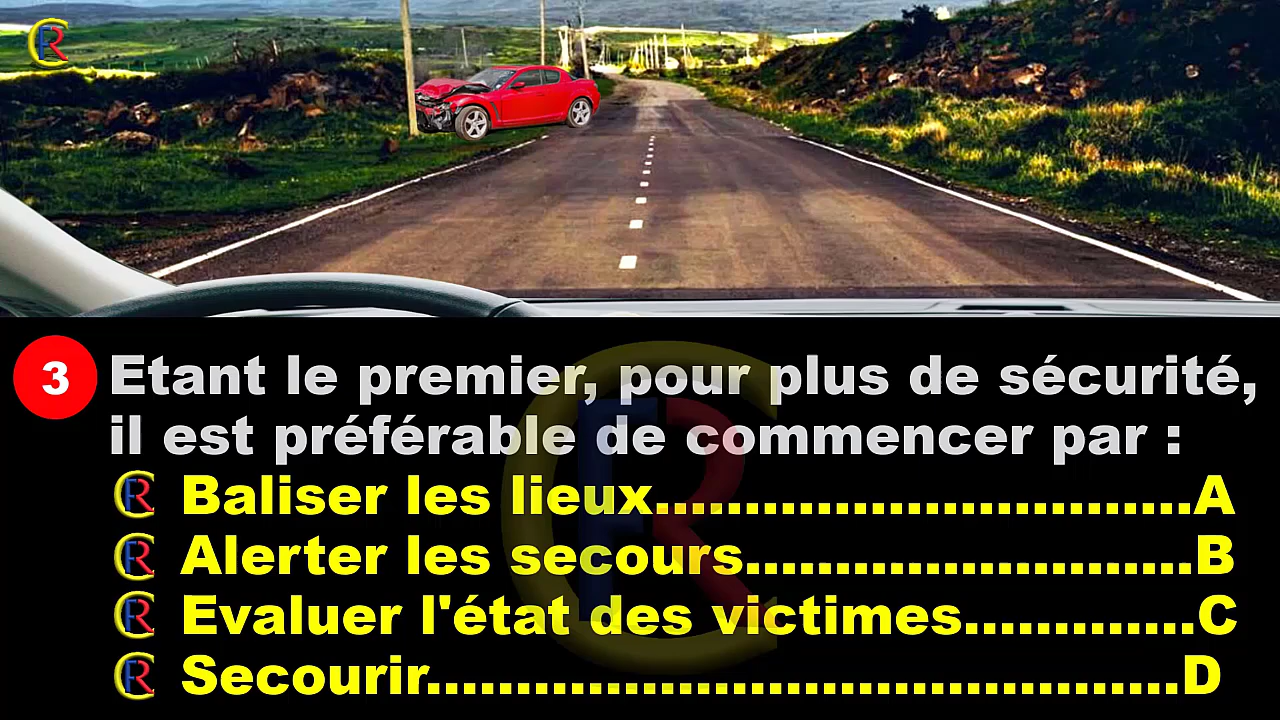 3 Etant le premier, pour plus de sécurité,
il est préférable de commencer par :
Baliser les lieux..............................A
Alerter les secours.........................B
Evaluer l'état des victimes.............C
Secourir..........................................D